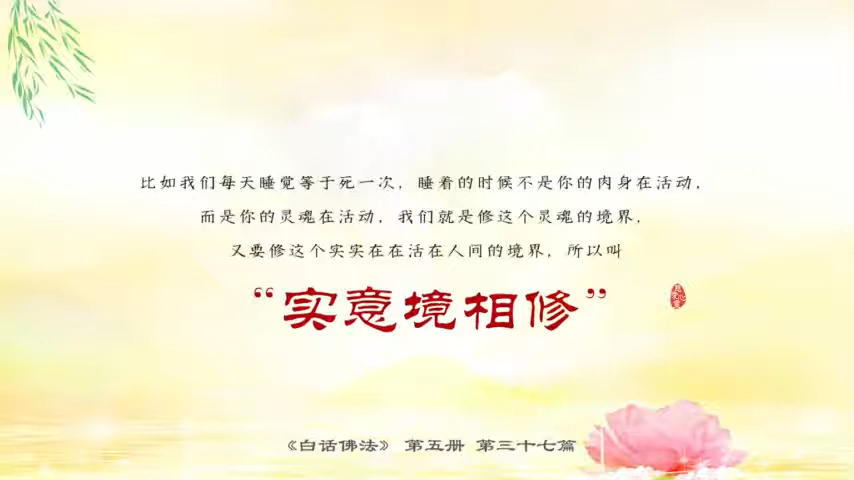 比如我们每天睡觉等于死一次，睡着的时候不是你的肉身在活动，
而是你的灵魂在活动，我们就是修这个灵魂的境界，
又要修这个实实在在活在人间的境界，所以叫
“实意境相修”
《白话佛法》 第五册 第三十七篇